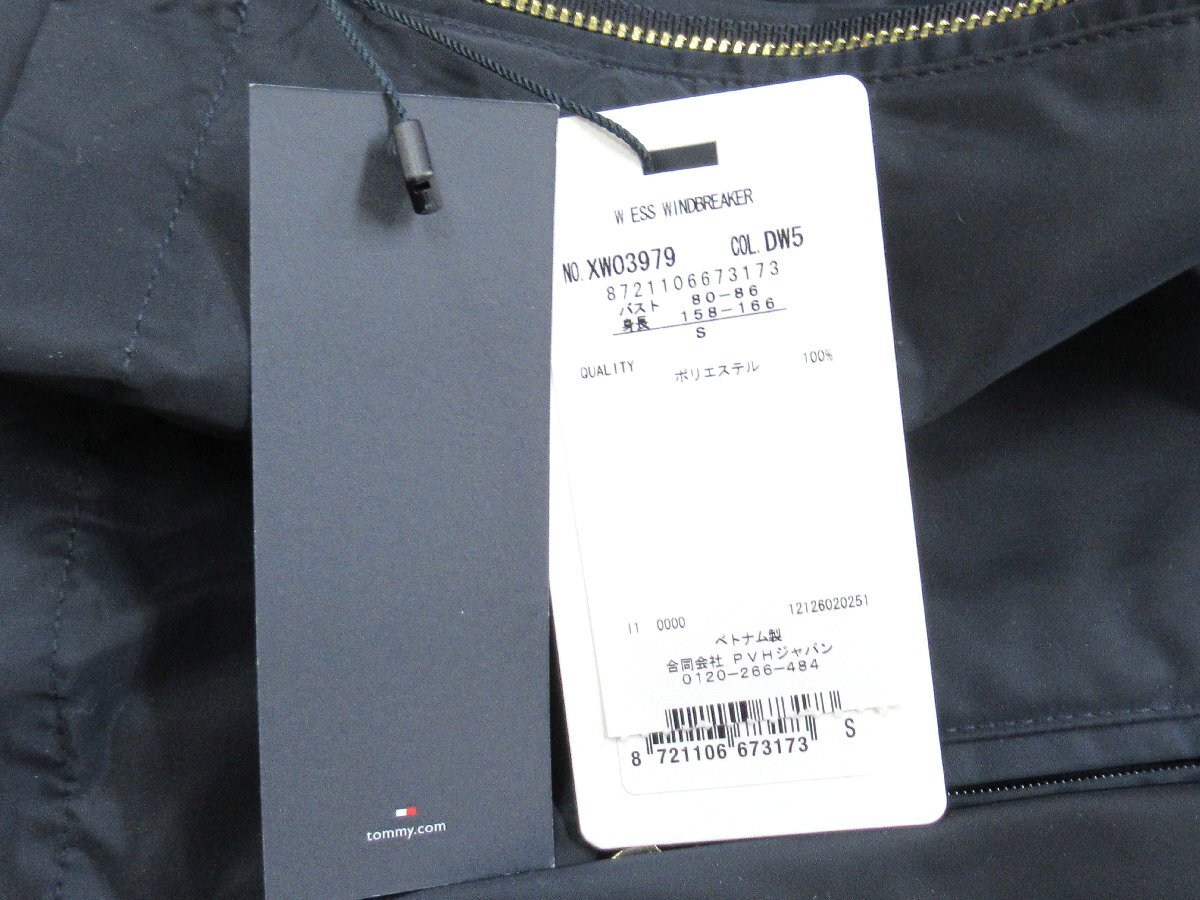 W ESS WINDBREAKER
NO. XW03979 COL. DW5
8721106673173
バスト 80-86
身長 158-166
S
QUALITY ポリエステル 100%
11 0000 12126020251
ベトナム製
合同会社 PVHジャパン
0120-266-484
8 721106 673173 S
tommy.com